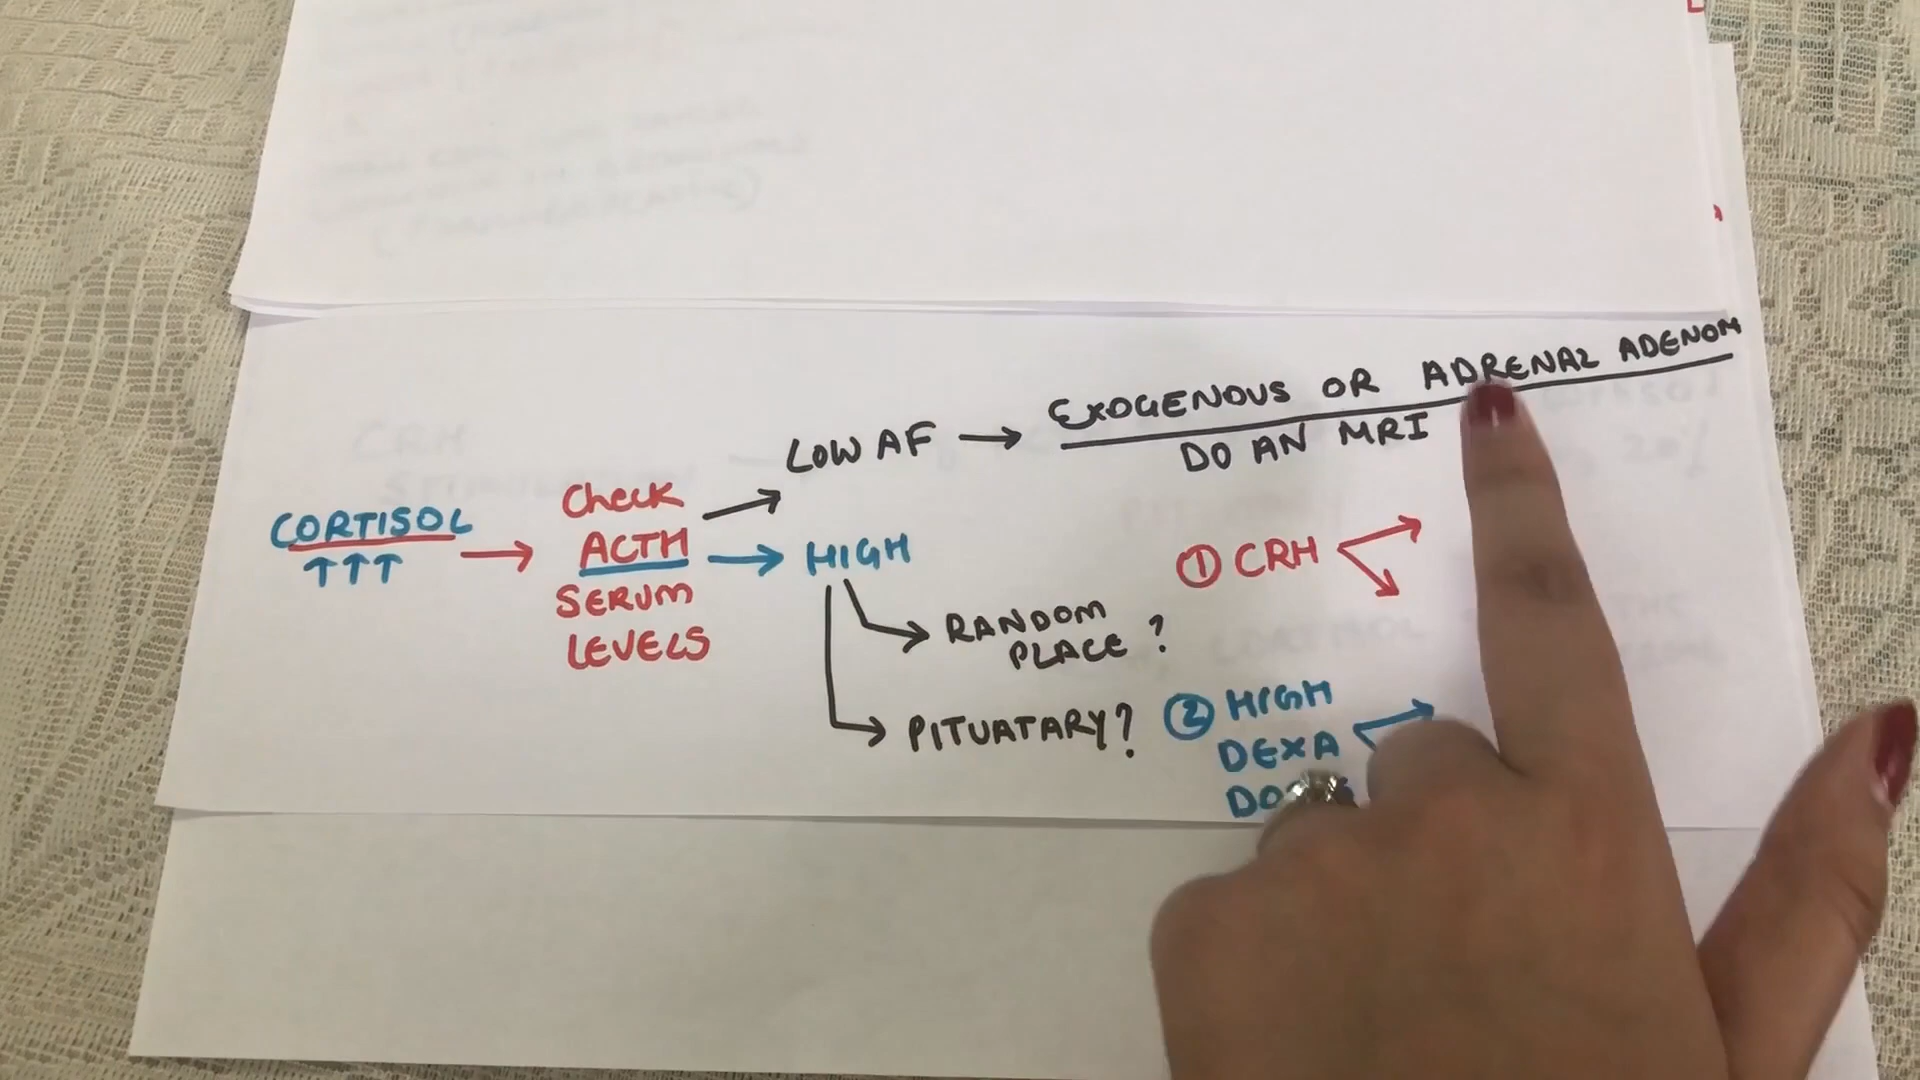 EXOGENOUS OR ADRENAL ADENOM
DO AN MRI
LOW AF
CORTISOL
↑↑↑
Check
ACTH
SERUM
LEVELS
HIGH
RANDOM
PLACE ?
PITUATARY?
① CRH
② HIGH
DEXA